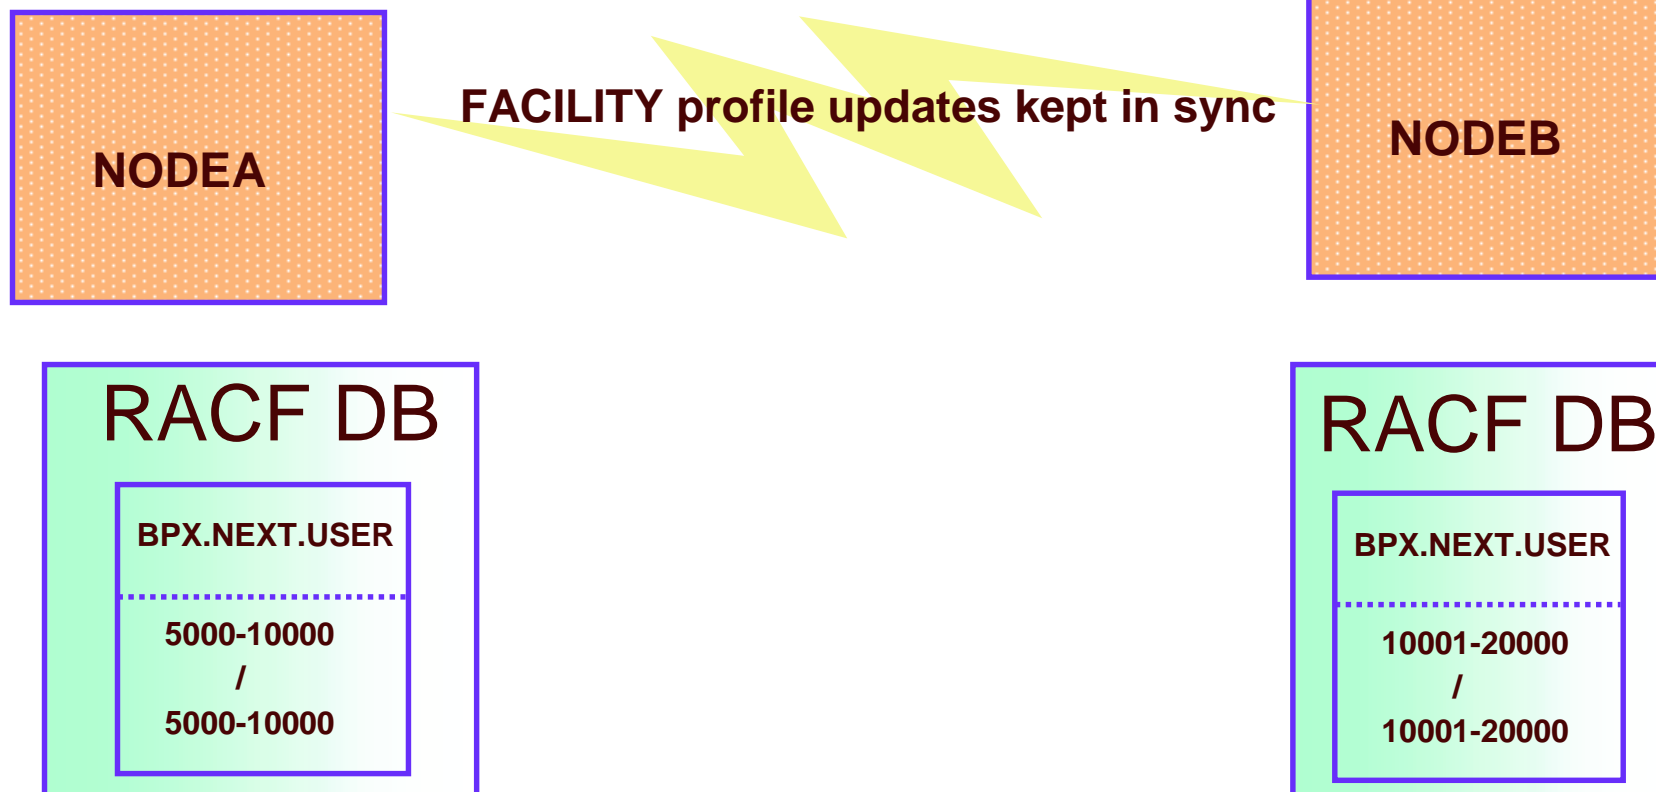 FACILITY profile updates kept in sync
NODEA
NODEB
RACF DB
BPX.NEXT.USER
5000-10000
/
5000-10000
RACF DB
BPX.NEXT.USER
10001-20000
/
10001-20000